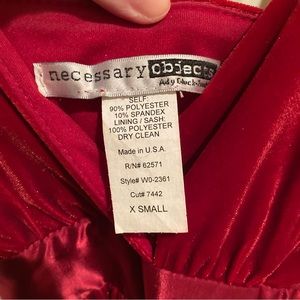 necessary objects
SELF:
90% POLYESTER
10% SPANDEX
LINING / SASH:
100% POLYESTER
DRY CLEAN
Made in U.S.A.
R/N# 62571
Style# W0-2361
Cut# 7442
X SMALL